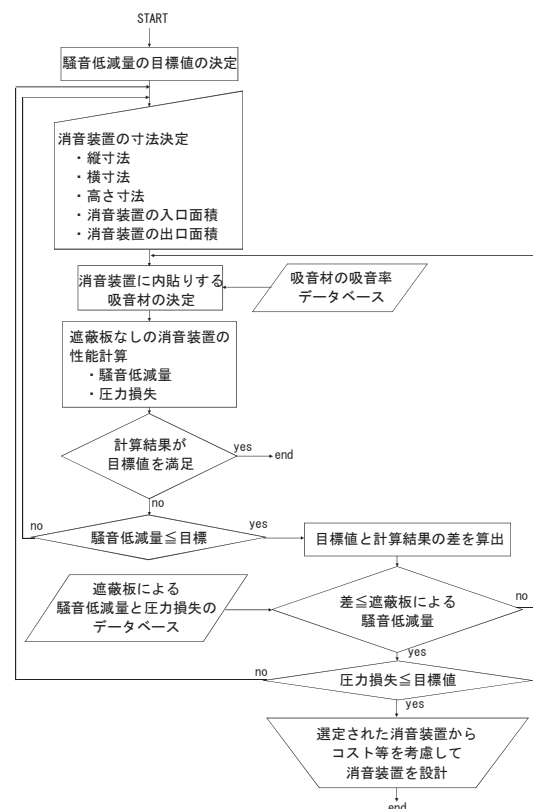 START
騒音低減量の目標値の決定
消音装置の寸法決定
・縦寸法
・横寸法
・高さ寸法
・消音装置の入口面積
・消音装置の出口面積
消音装置に内貼りする
吸音材の決定
吸音材の吸音率
データベース
遮蔽板なしの消音装置の
性能計算
・騒音低減量
・圧力損失
計算結果が
目標値を満足
yes
end
no
no
騒音低減量≦目標
yes
目標値と計算結果の差を算出
遮蔽板による
騒音低減量と圧力損失の
データベース
差≦遮蔽板による
騒音低減量
no
yes
no
圧力損失≦目標値
yes
選定された消音装置から
コスト等を考慮して
消音装置を設計
end